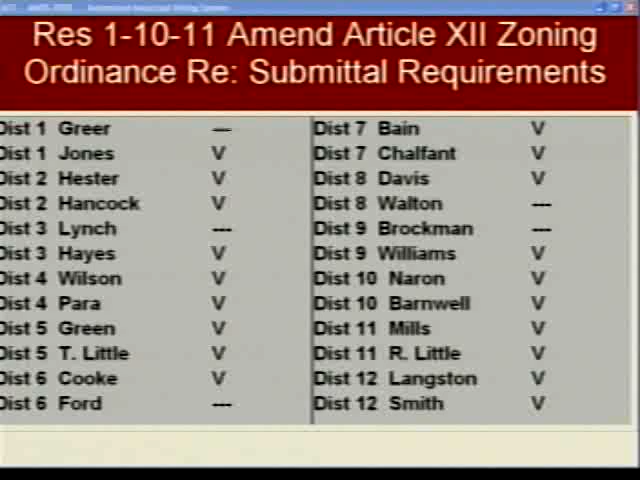 Res 1-10-11 Amend Article XII Zoning
Ordinance Re: Submittal Requirements
Dist 1 Greer ---
Dist 1 Jones V
Dist 2 Hester V
Dist 2 Hancock V
Dist 3 Lynch ---
Dist 3 Hayes V
Dist 4 Wilson V
Dist 4 Para V
Dist 5 Green V
Dist 5 T. Little V
Dist 6 Cooke V
Dist 6 Ford ---
Dist 7 Bain V
Dist 7 Chalfant V
Dist 8 Davis V
Dist 8 Walton ---
Dist 9 Brockman ---
Dist 9 Williams V
Dist 10 Naron V
Dist 10 Barnwell V
Dist 11 Mills V
Dist 11 R. Little V
Dist 12 Langston V
Dist 12 Smith V